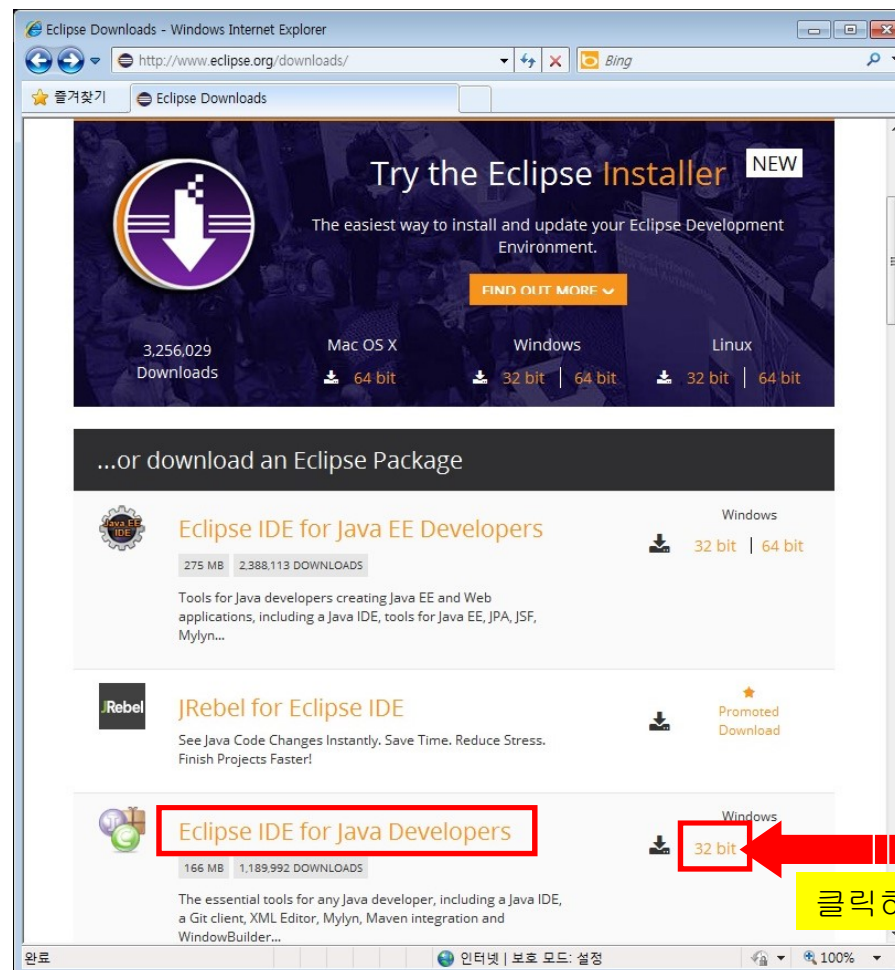 Eclipse Downloads - Windows Internet Explorer
http://www.eclipse.org/downloads/
Bing
즐겨찾기
Eclipse Downloads
Try the Eclipse Installer NEW
The easiest way to install and update your Eclipse Development
Environment.
FIND OUT MORE
3,256,029
Downloads
Mac OS X
64 bit
Windows
32 bit | 64 bit
Linux
32 bit | 64 bit
...or download an Eclipse Package
Java EE
IDE
Eclipse IDE for Java EE Developers
275 MB 2,388,113 DOWNLOADS
Tools for Java developers creating Java EE and Web
applications, including a Java IDE, tools for Java EE, JPA, JSF,
Mylyn...
Windows
32 bit | 64 bit
JRebel
JRebel for Eclipse IDE
See Java Code Changes Instantly. Save Time. Reduce Stress.
Finish Projects Faster!
Promoted
Download
Eclipse IDE for Java Developers
166 MB 1,189,992 DOWNLOADS
The essential tools for any Java developer, including a Java IDE,
a Git client, XML Editor, Mylyn, Maven integration and
WindowBuilder...
Windows
32 bit
클릭
완료
인터넷 | 보호 모드: 설정
100%